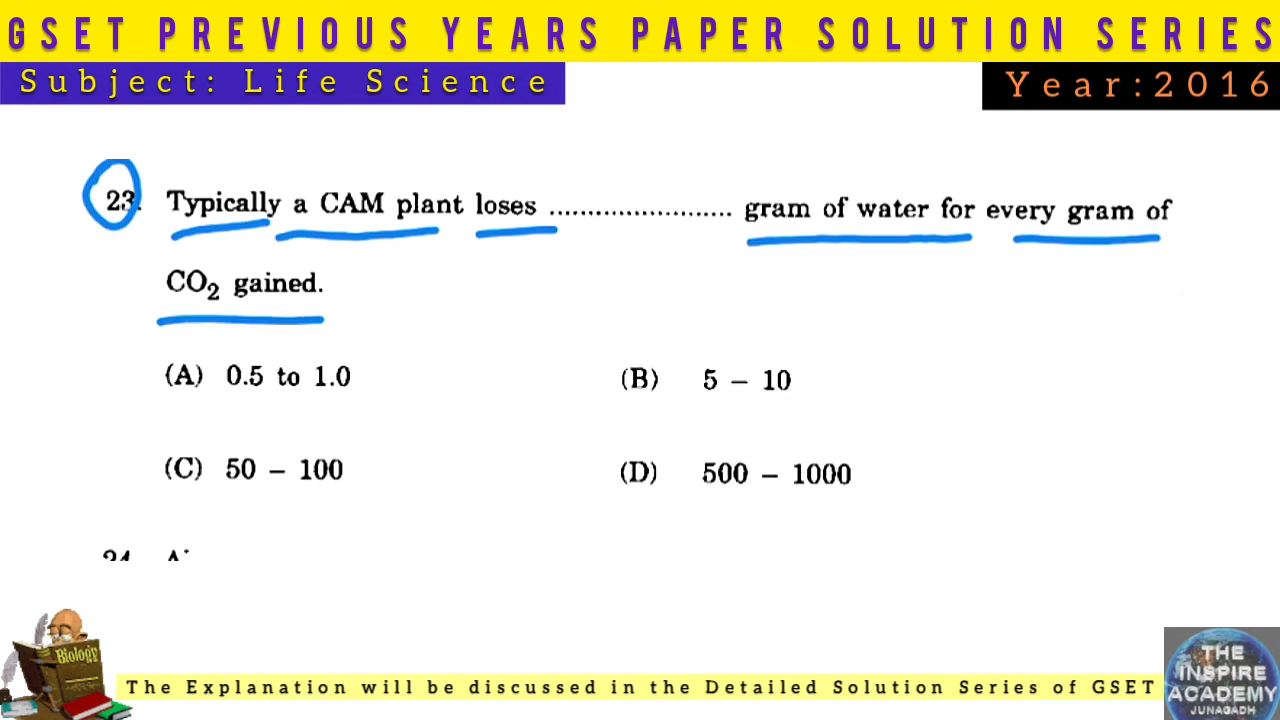 GSET PREVIOUS YEARS PAPER SOLUTION SERIES
Subject: Life Science
Year:2016
23. Typically a CAM plant loses ....................... gram of water for every gram of
CO₂ gained.
(A) 0.5 to 1.0
(B) 5 – 10
(C) 50 – 100
(D) 500 – 1000
Biology
The Explanation will be discussed in the Detailed Solution Series of GSET
THE
INSPIRE
ACADEMY
JUNAGADH